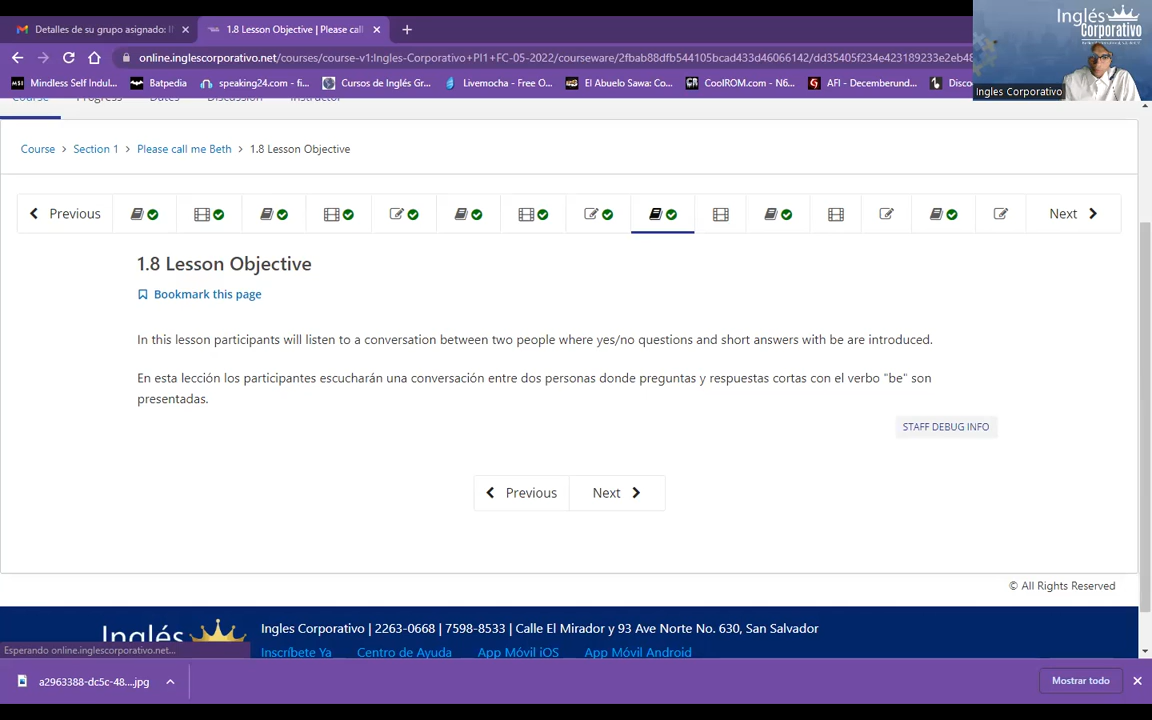 Detalles de su grupo asignado: I
1.8 Lesson Objective | Please call
Inglés
Corporativo
online.inglescorporativo.net/courses/course-v1:Ingles-Corporativo+PI1+FC-05-2022/courseware/2fbab88dfb544105bcad433d46066142/dd35405f234e423189233e2eb48
Mindless Self Indul...
Batpedia
speaking24.com - fi...
Cursos de Inglés Gr...
Livemocha - Free O...
El Abuelo Sawa: Co...
CoolROM.com - N6...
AFI - Decemberund...
Disco
Ingles Corporativo
Course
Progress
Dates
Discussion
Instructor
Course > Section 1 > Please call me Beth > 1.8 Lesson Objective
Previous
Next
1.8 Lesson Objective
Bookmark this page
In this lesson participants will listen to a conversation between two people where yes/no questions and short answers with be are introduced.
En esta lección los participantes escucharán una conversación entre dos personas donde preguntas y respuestas cortas con el verbo "be" son
presentadas.
STAFF DEBUG INFO
Previous
Next
© All Rights Reserved
Inglés
Ingles Corporativo | 2263-0668 | 7598-8533 | Calle El Mirador y 93 Ave Norte No. 630, San Salvador
Inscríbete Ya
Centro de Ayuda
App Móvil iOS
App Móvil Android
Esperando online.inglescorporativo.net...
a2963388-dc5c-48....jpg
Mostrar todo